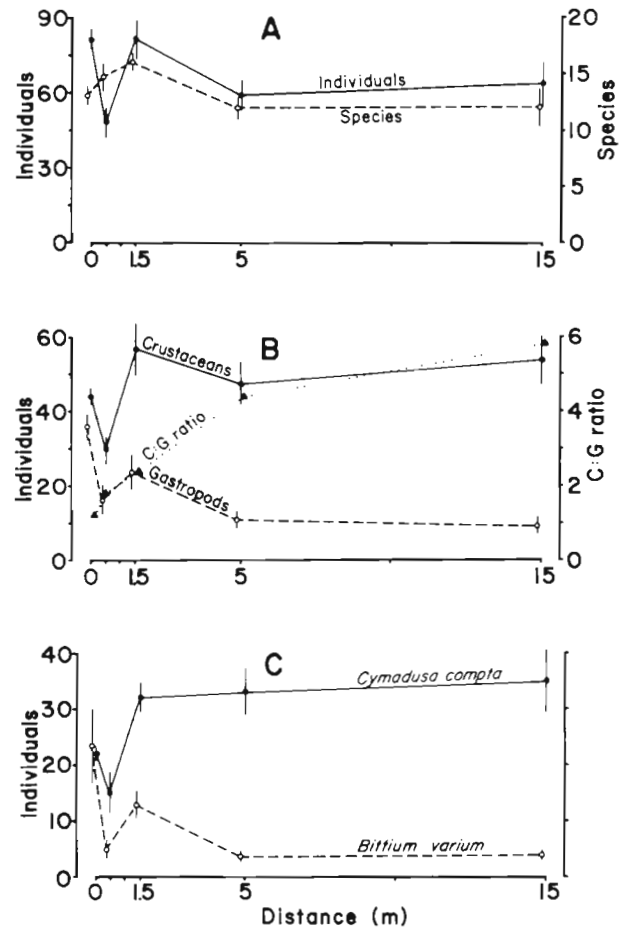 A
90
60
30
0
Individuals
20
15
10
5
0
Species
Individuals
Species
0 1.5 5 15
B
60
40
20
0
Individuals
6
4
2
0
C:G ratio
Crustaceans
C:G ratio
Gastropods
0 1.5 5 15
C
40
30
20
10
0
Individuals
Cymadusa compta
Bittium varium
0 1.5 5 15
Distance (m)